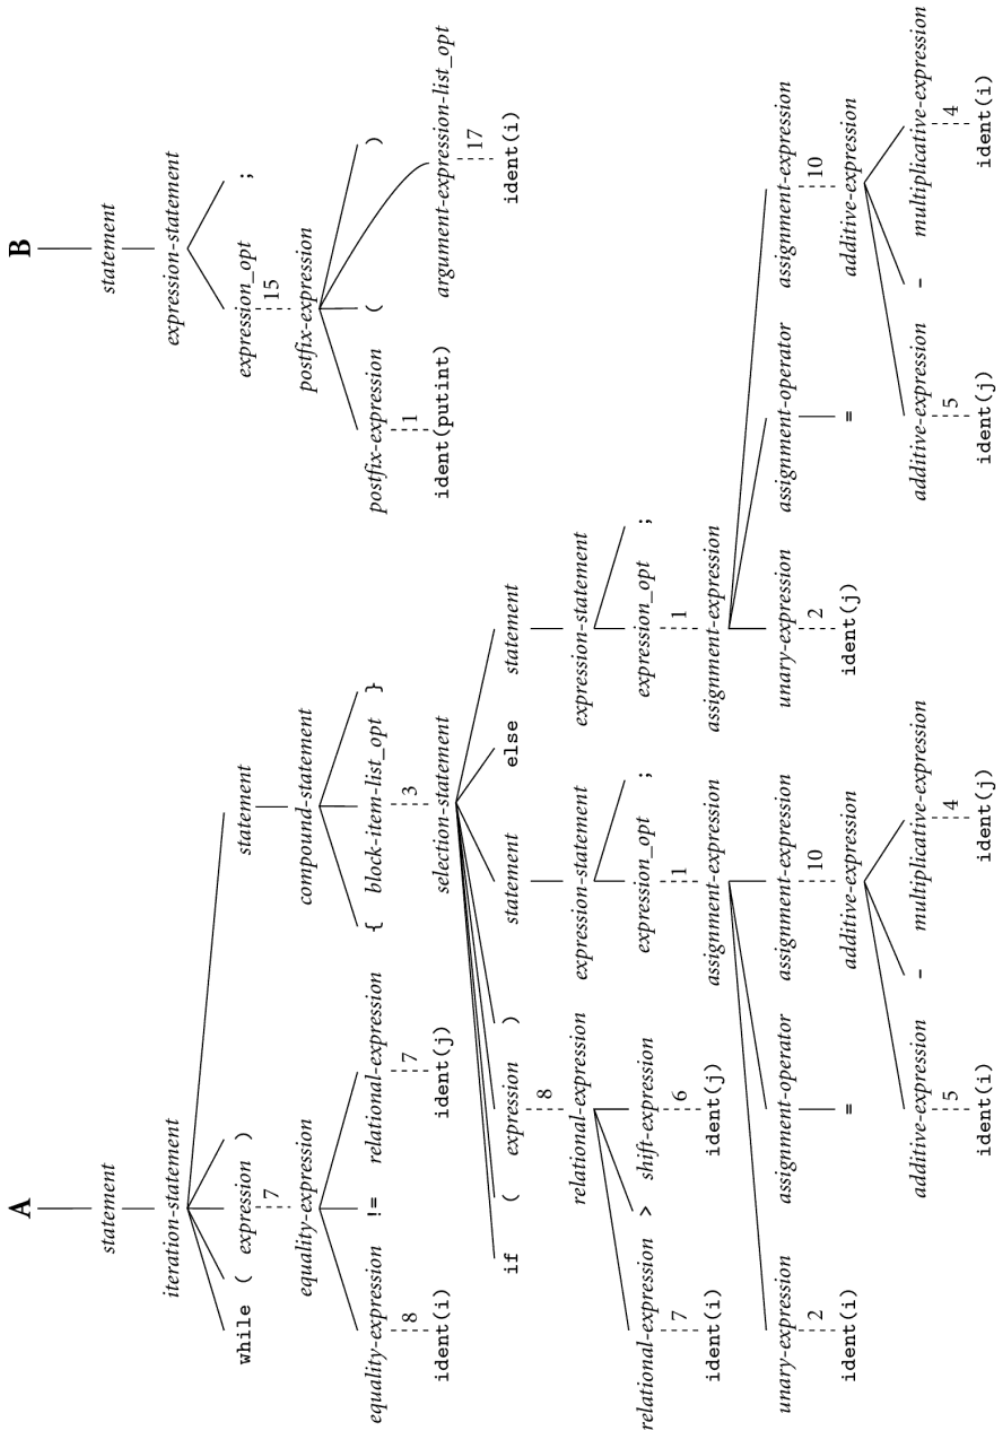 A B
statement statement
iteration-statement expression-statement
while ( expression ) statement expression_opt ;
7 15
equality-expression compound-statement postfix-expression
equality-expression != relational-expression { block-item-list_opt } postfix-expression ( )
8 7 3 1
ident(i) ident(j) selection-statement ident(putint) argument-expression-list_opt
17
if ( expression ) statement else statement ident(i)
8
relational-expression expression-statement expression-statement
relational-expression > shift-expression expression_opt ; expression_opt ;
7 6 1 1
ident(i) ident(j) assignment-expression assignment-expression
unary-expression assignment-operator assignment-expression unary-expression assignment-operator assignment-expression
2 10 2 10
ident(i) = additive-expression ident(j) = additive-expression
additive-expression - multiplicative-expression additive-expression - multiplicative-expression
5 4 5 4
ident(i) ident(j) ident(j) ident(i)